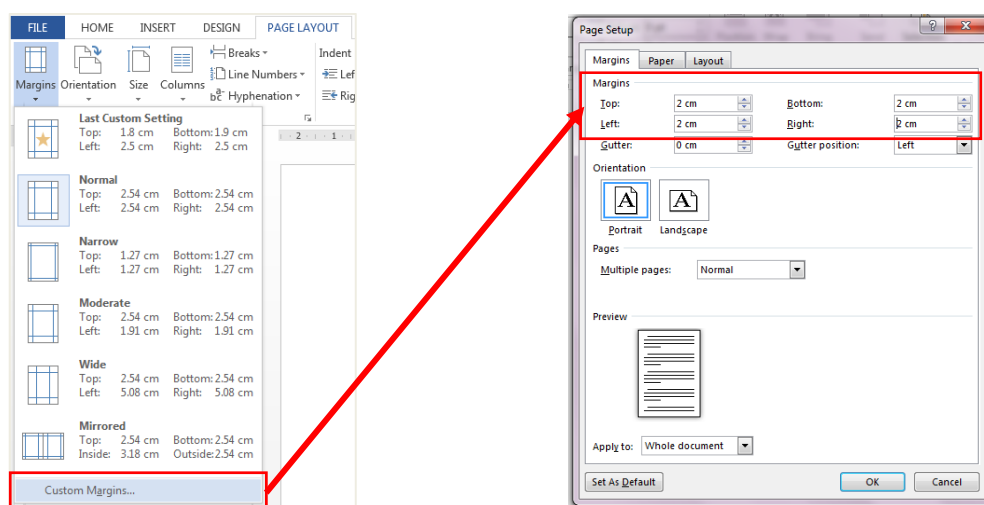 FILE HOME INSERT DESIGN PAGE LAYOUT
Breaks Indent
Line Numbers Lef
Margins Orientation Size Columns bc Hyphenation Rig
Last Custom Setting
Top: 1.8 cm Bottom: 1.9 cm
Left: 2.5 cm Right: 2.5 cm
2 1
Normal
Top: 2.54 cm Bottom: 2.54 cm
Left: 2.54 cm Right: 2.54 cm
Narrow
Top: 1.27 cm Bottom: 1.27 cm
Left: 1.27 cm Right: 1.27 cm
Moderate
Top: 2.54 cm Bottom: 2.54 cm
Left: 1.91 cm Right: 1.91 cm
Wide
Top: 2.54 cm Bottom: 2.54 cm
Left: 5.08 cm Right: 5.08 cm
Mirrored
Top: 2.54 cm Bottom: 2.54 cm
Inside: 3.18 cm Outside: 2.54 cm
Custom Margins...
Page Setup
Margins Paper Layout
Margins
Top: 2 cm Bottom: 2 cm
Left: 2 cm Right: 2 cm
Gutter: 0 cm Gutter position: Left
Orientation
A A
Portrait Landscape
Pages
Multiple pages: Normal
Preview
Apply to: Whole document
Set As Default OK Cancel